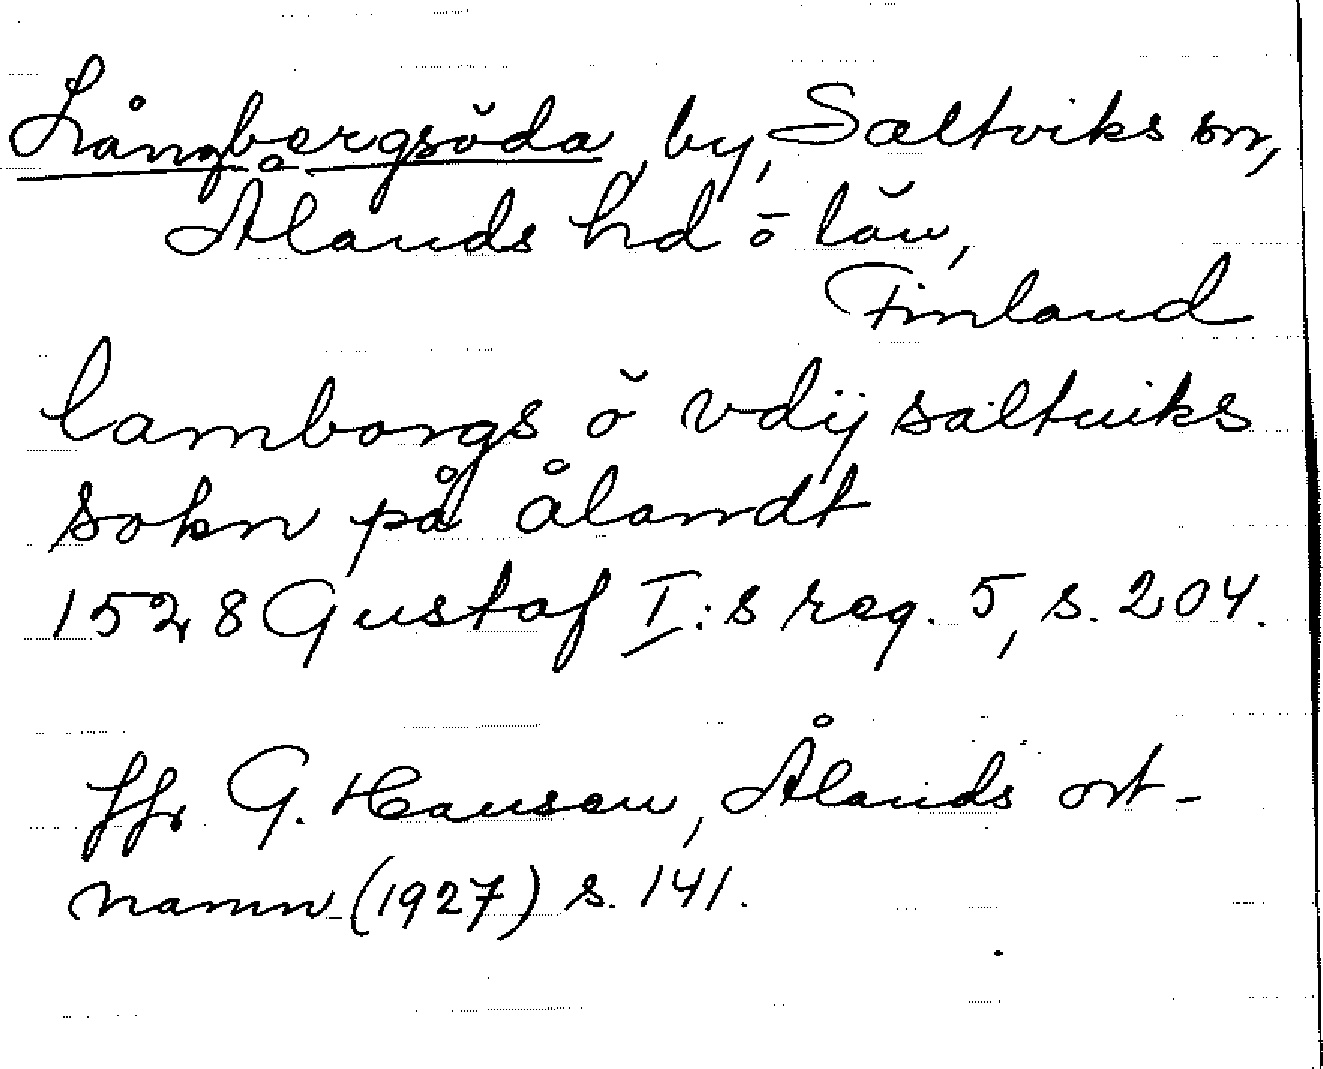 Långbergsöda, by, Saltviks sn,
Ålands hd o län,
Finland
lamborgs ö vdij saltuiks
sokn på ålandt
1528 Gustaf I:s reg. 5, s. 204.
Jfr G. Hausen, Ålands ort-
namn (1927) s. 141.